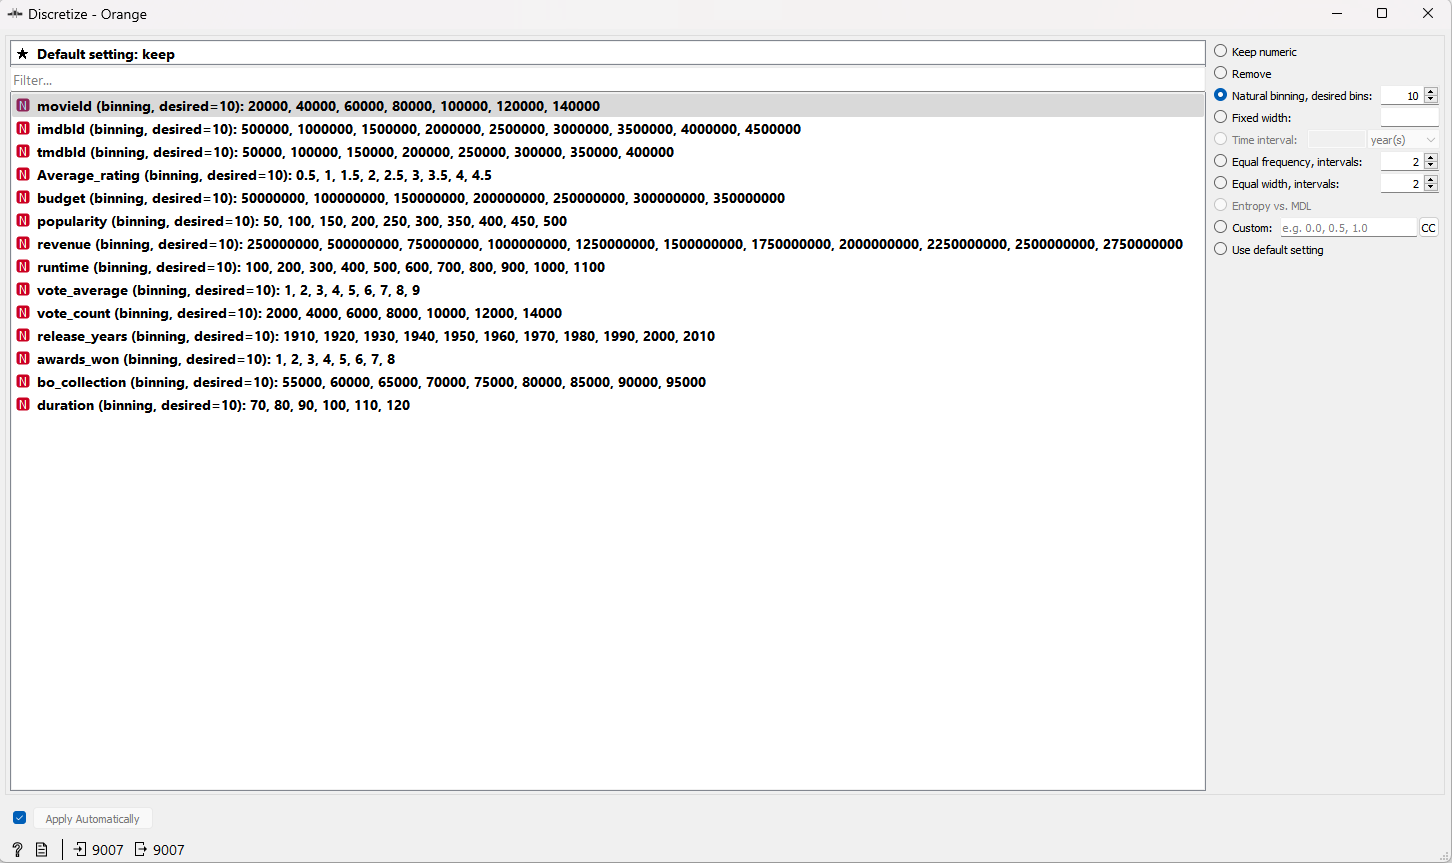 Discretize - Orange
★ Default setting: keep
Filter...
N movieId (binning, desired=10): 20000, 40000, 60000, 80000, 100000, 120000, 140000
N imdbId (binning, desired=10): 500000, 1000000, 1500000, 2000000, 2500000, 3000000, 3500000, 4000000, 4500000
N tmdbId (binning, desired=10): 50000, 100000, 150000, 200000, 250000, 300000, 350000, 400000
N Average_rating (binning, desired=10): 0.5, 1, 1.5, 2, 2.5, 3, 3.5, 4, 4.5
N budget (binning, desired=10): 50000000, 100000000, 150000000, 200000000, 250000000, 300000000, 350000000
N popularity (binning, desired=10): 50, 100, 150, 200, 250, 300, 350, 400, 450, 500
N revenue (binning, desired=10): 250000000, 500000000, 750000000, 1000000000, 1250000000, 1500000000, 1750000000, 2000000000, 2250000000, 2500000000, 2750000000
N runtime (binning, desired=10): 100, 200, 300, 400, 500, 600, 700, 800, 900, 1000, 1100
N vote_average (binning, desired=10): 1, 2, 3, 4, 5, 6, 7, 8, 9
N vote_count (binning, desired=10): 2000, 4000, 6000, 8000, 10000, 12000, 14000
N release_years (binning, desired=10): 1910, 1920, 1930, 1940, 1950, 1960, 1970, 1980, 1990, 2000, 2010
N awards_won (binning, desired=10): 1, 2, 3, 4, 5, 6, 7, 8
N bo_collection (binning, desired=10): 55000, 60000, 65000, 70000, 75000, 80000, 85000, 90000, 95000
N duration (binning, desired=10): 70, 80, 90, 100, 110, 120
Keep numeric
Remove
Natural binning, desired bins: 10
Fixed width:
Time interval: year(s)
Equal frequency, intervals: 2
Equal width, intervals: 2
Entropy vs. MDL
Custom: e.g. 0.0, 0.5, 1.0 CC
Use default setting
Apply Automatically
? 9007 9007